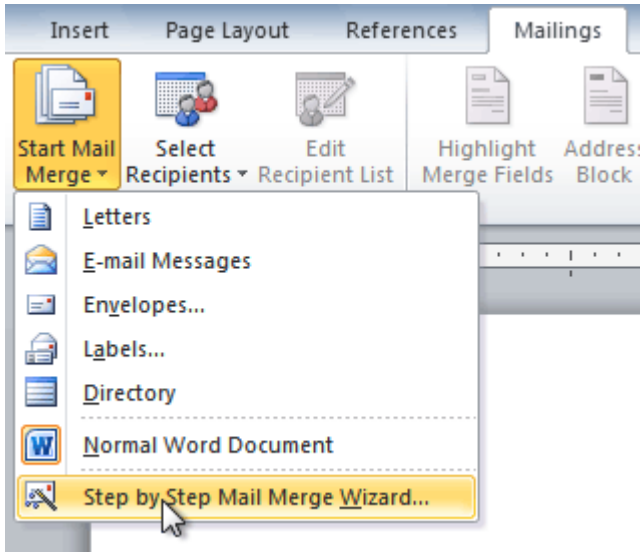 Insert Page Layout References Mailings
Start Mail Select Edit Highlight Address
Merge Recipients Recipient List Merge Fields Block
Letters
E-mail Messages
Envelopes...
Labels...
Directory
Normal Word Document
Step by Step Mail Merge Wizard...